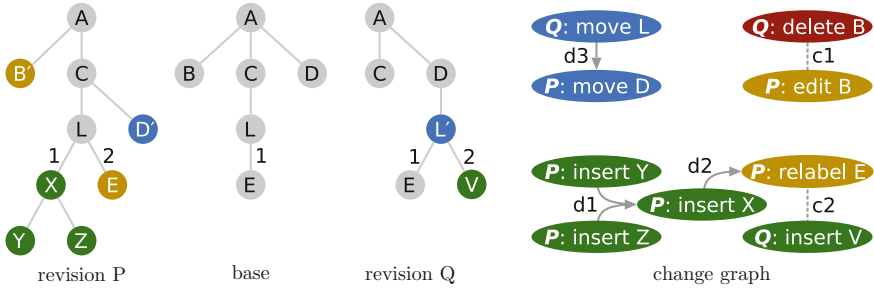 A
B′
C
L
D′
1
2
X
E
Y
Z
revision P
A
B
C
D
L
1
E
base
A
C
D
L′
1
2
E
V
revision Q
Q: move L
d3
P: move D
Q: delete B
c1
P: edit B
P: insert Y
d1
P: insert Z
P: insert X
d2
P: relabel E
c2
Q: insert V
change graph